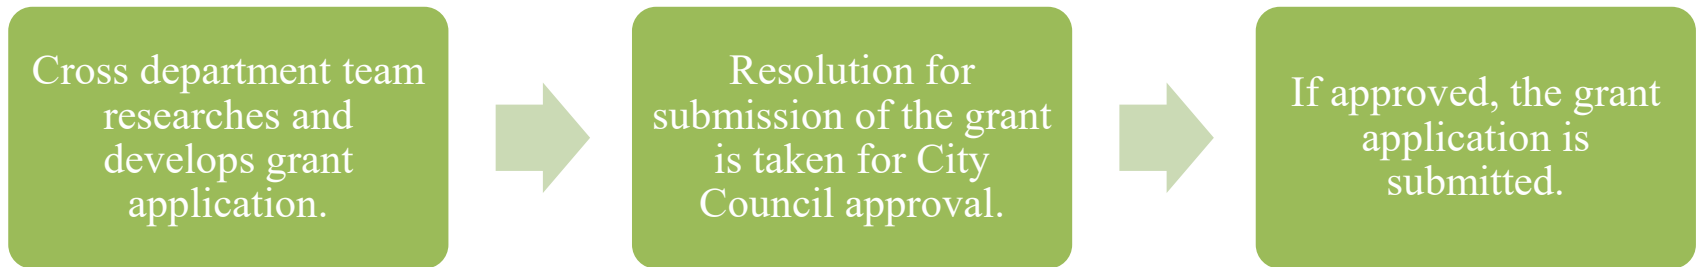 Cross department team
researches and
develops grant
application.
Resolution for
submission of the grant
is taken for City
Council approval.
If approved, the grant
application is
submitted.